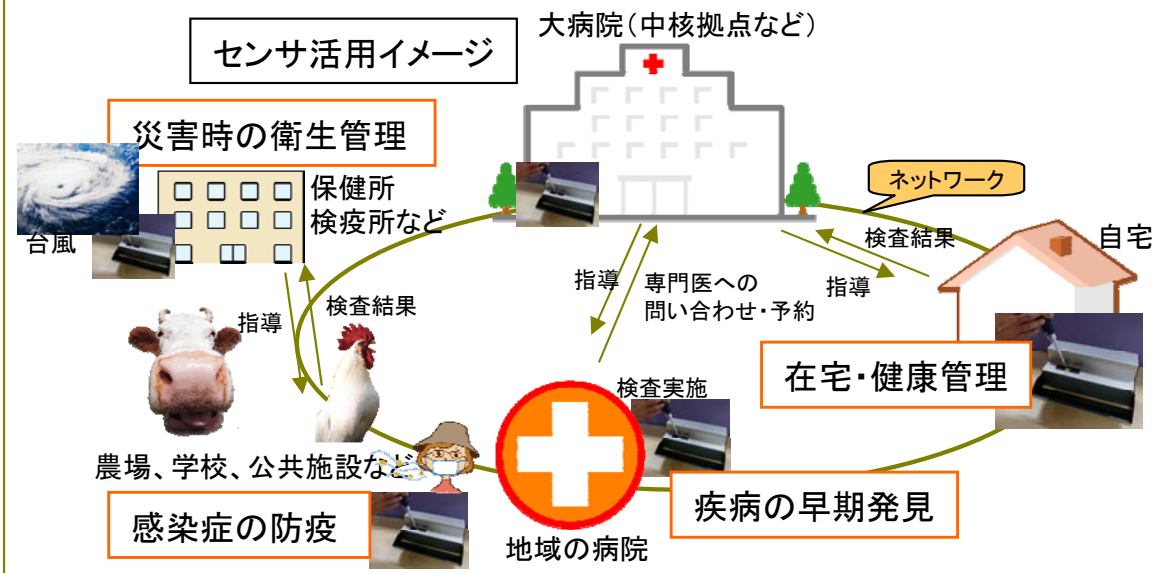 大病院(中核拠点など)
センサ活用イメージ
災害時の衛生管理
保健所
検疫所など
台風
ネットワーク
自宅
検査結果
指導
指導
専門医への
問い合わせ・予約
指導
検査結果
在宅・健康管理
検査実施
農場、学校、公共施設など
感染症の防疫
疾病の早期発見
地域の病院